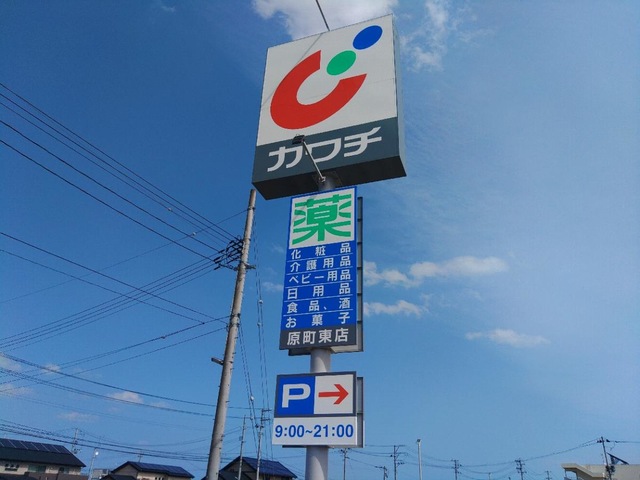 カワチ
薬
化粧品
介護用品
ベビー用品
日用品
食品、酒
お菓子
原町東店
P→
9:00~21:00